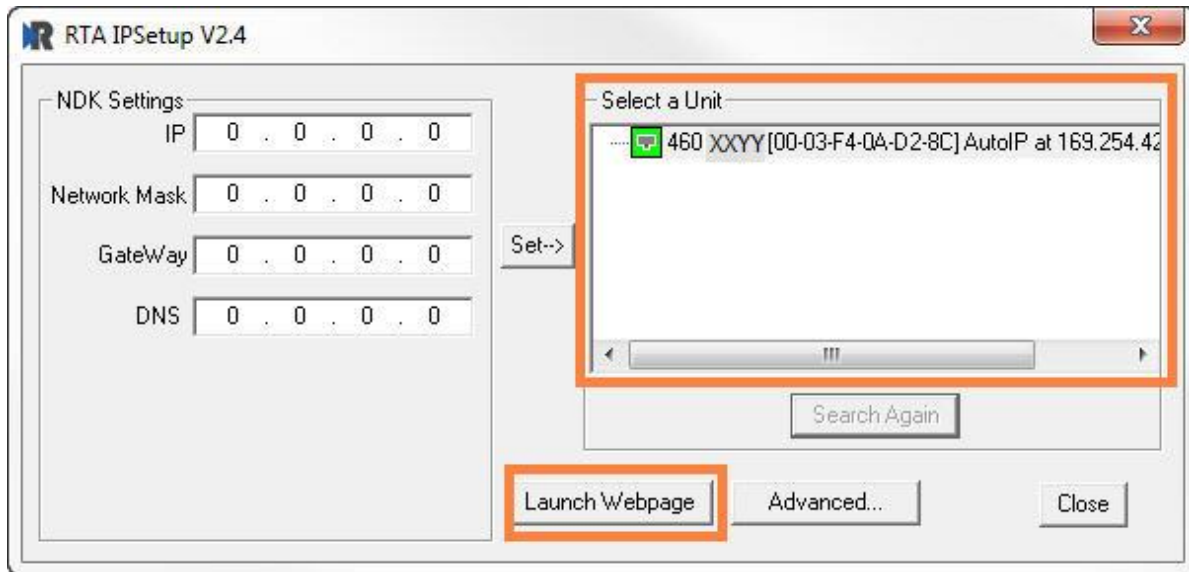 RTA IPSetup V2.4
NDK Settings
IP 0 . 0 . 0 . 0
Network Mask 0 . 0 . 0 . 0
GateWay 0 . 0 . 0 . 0
DNS 0 . 0 . 0 . 0
Set-->
Select a Unit
460 XXYY [00-03-F4-0A-D2-8C] AutoIP at 169.254.42
Search Again
Launch Webpage
Advanced...
Close